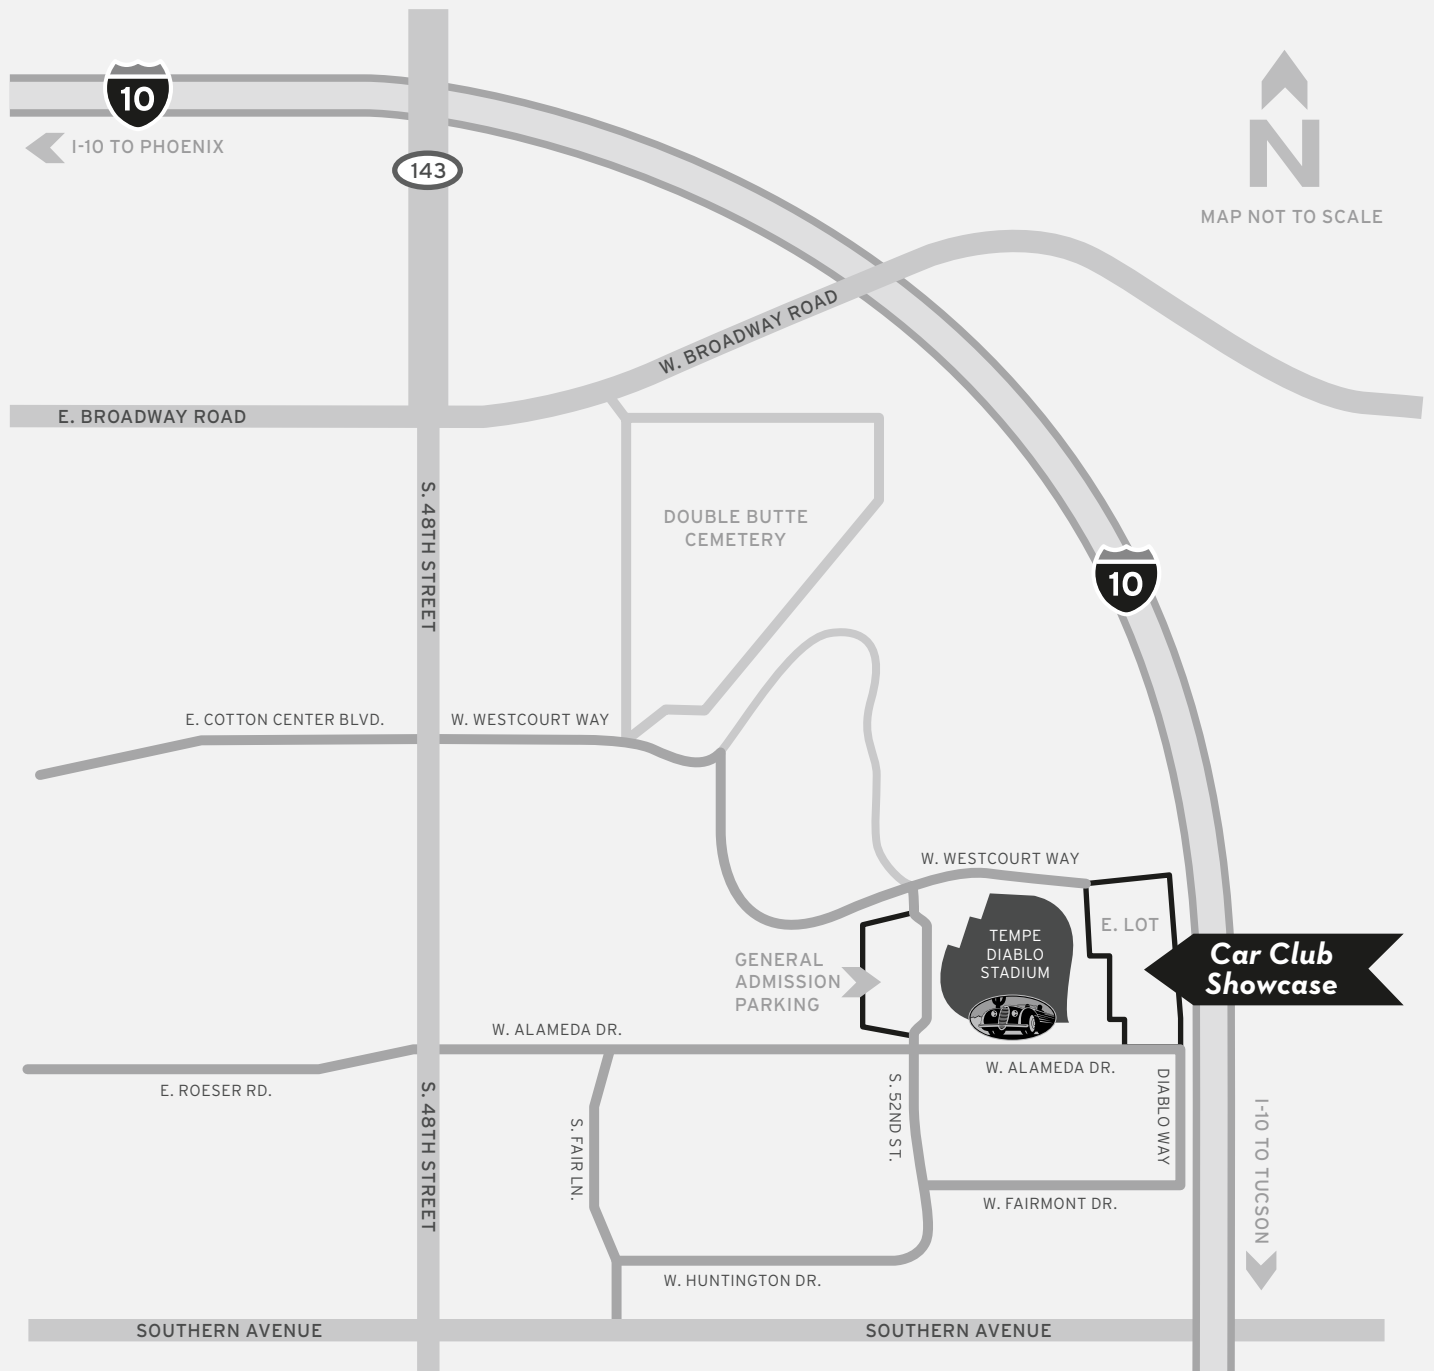 10
I-10 TO PHOENIX
143
N
MAP NOT TO SCALE
W. BROADWAY ROAD
E. BROADWAY ROAD
S. 48TH STREET
DOUBLE BUTTE
CEMETERY
10
E. COTTON CENTER BLVD.
W. WESTCOURT WAY
W. WESTCOURT WAY
E. LOT
TEMPE
DIABLO
STADIUM
Car Club
Showcase
GENERAL
ADMISSION
PARKING
W. ALAMEDA DR.
W. ALAMEDA DR.
E. ROESER RD.
S. 48TH STREET
S. FAIR LN.
S. 52ND ST.
DIABLO WAY
I-10 TO TUCSON
W. FAIRMONT DR.
W. HUNTINGTON DR.
SOUTHERN AVENUE
SOUTHERN AVENUE